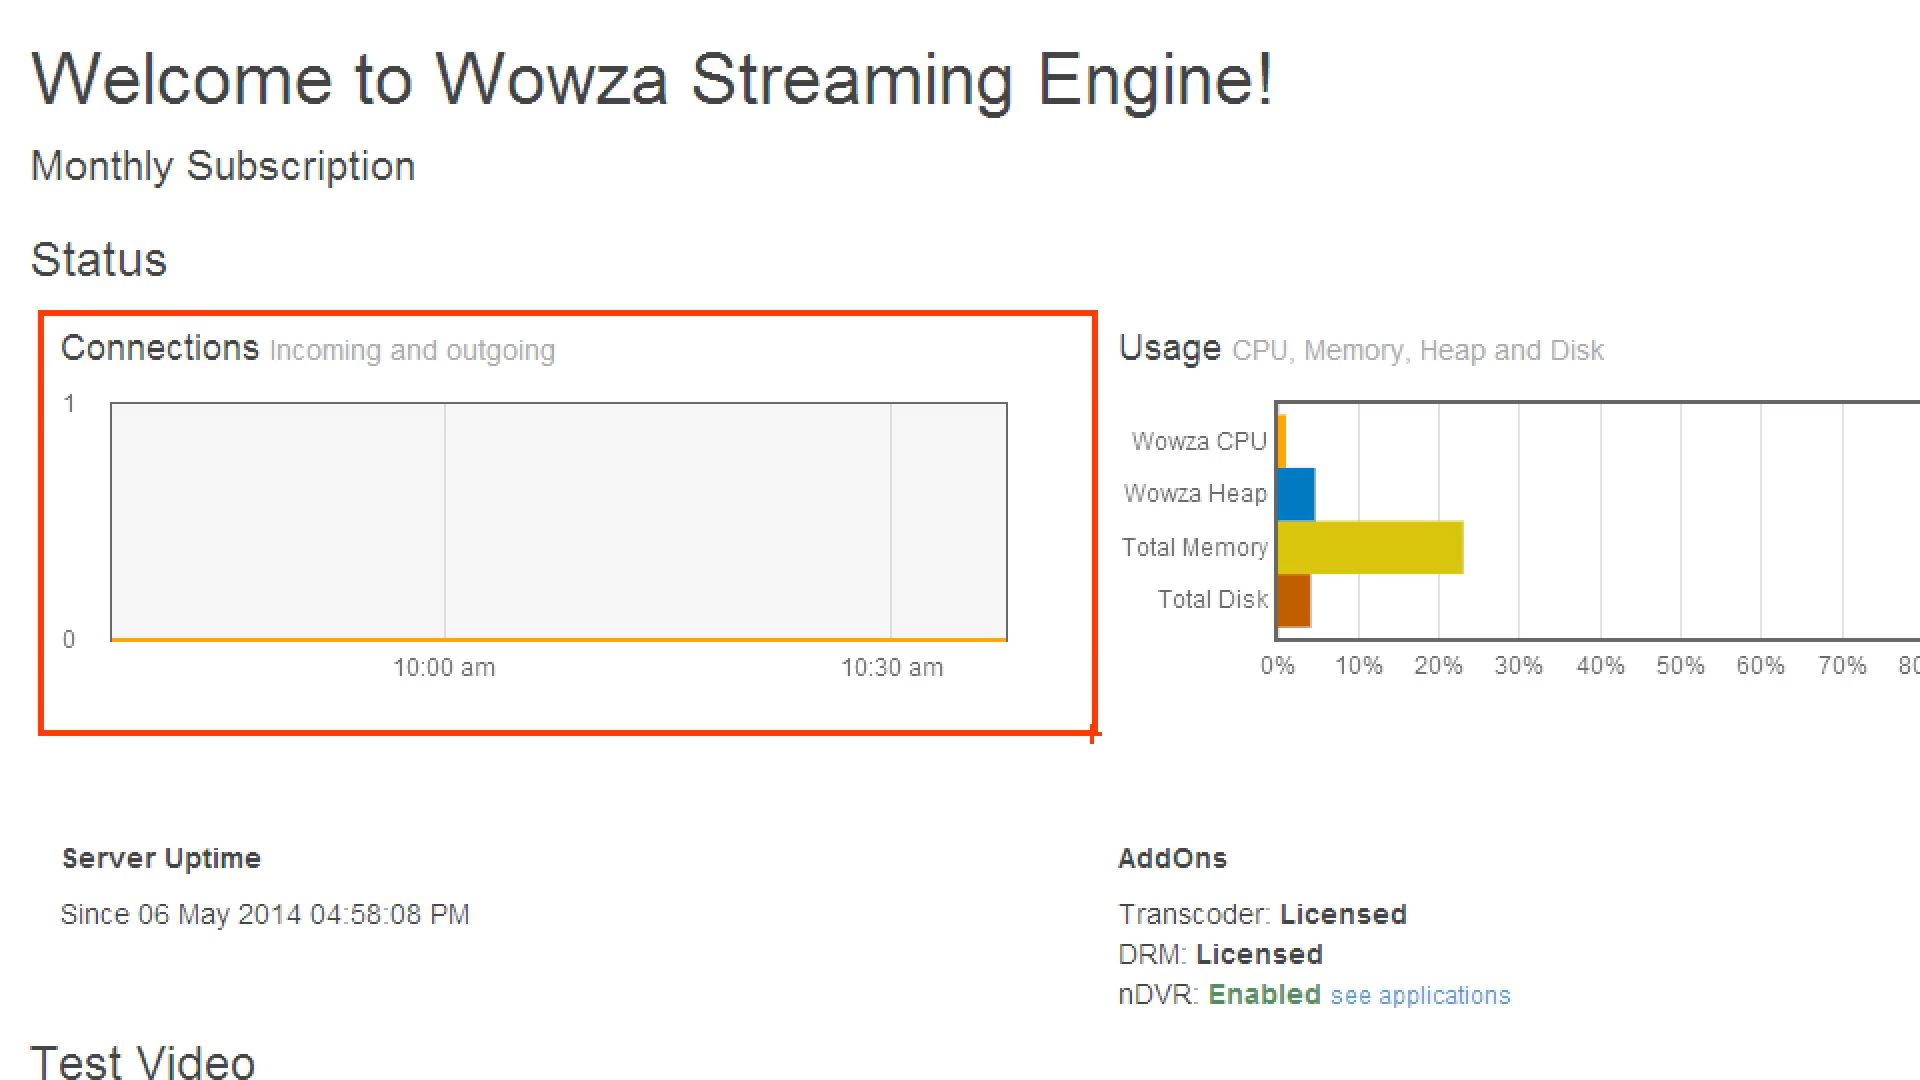 Welcome to Wowza Streaming Engine!
Monthly Subscription
Status
Connections Incoming and outgoing
1
0
10:00 am 10:30 am
Usage CPU, Memory, Heap and Disk
Wowza CPU
Wowza Heap
Total Memory
Total Disk
0% 10% 20% 30% 40% 50% 60% 70% 80
Server Uptime
Since 06 May 2014 04:58:08 PM
AddOns
Transcoder: Licensed
DRM: Licensed
nDVR: Enabled see applications
Test Video